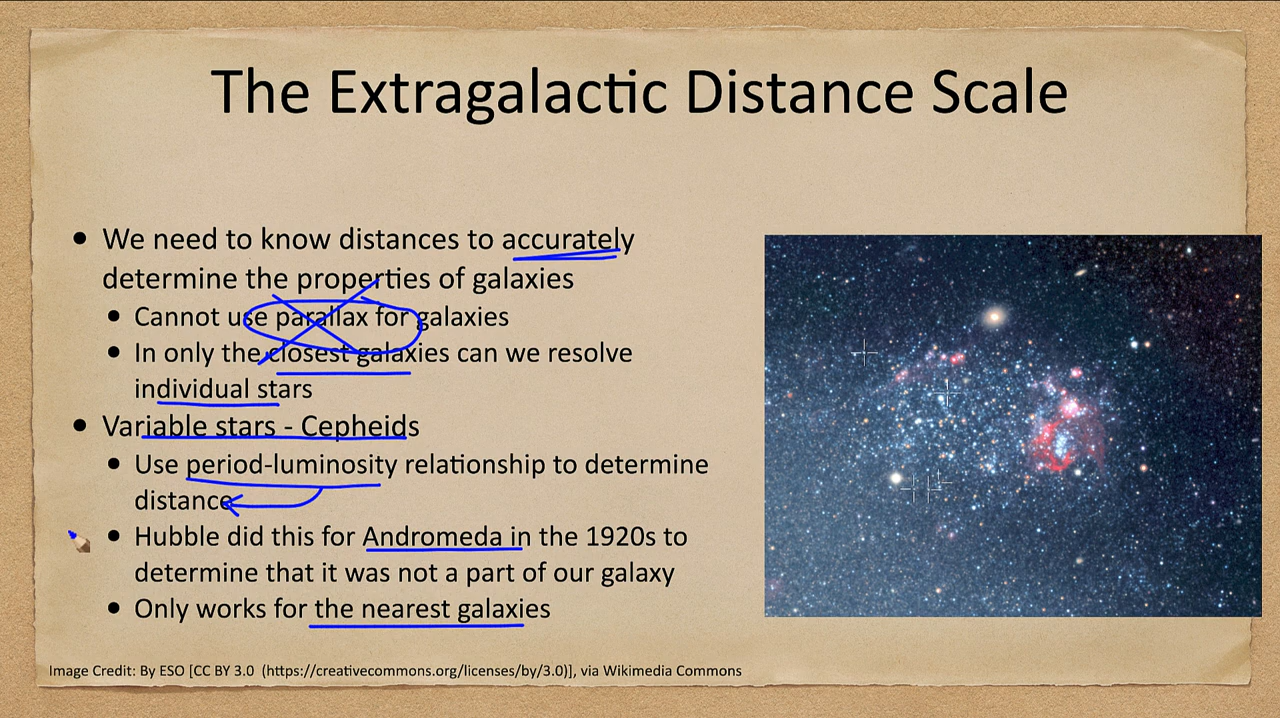 The Extragalactic Distance Scale
• We need to know distances to accurately
determine the properties of galaxies
• Cannot use parallax for galaxies
• In only the closest galaxies can we resolve
individual stars
• Variable stars - Cepheids
• Use period-luminosity relationship to determine
distance
• Hubble did this for Andromeda in the 1920s to
determine that it was not a part of our galaxy
• Only works for the nearest galaxies
Image Credit: By ESO [CC BY 3.0 (https://creativecommons.org/licenses/by/3.0)], via Wikimedia Commons